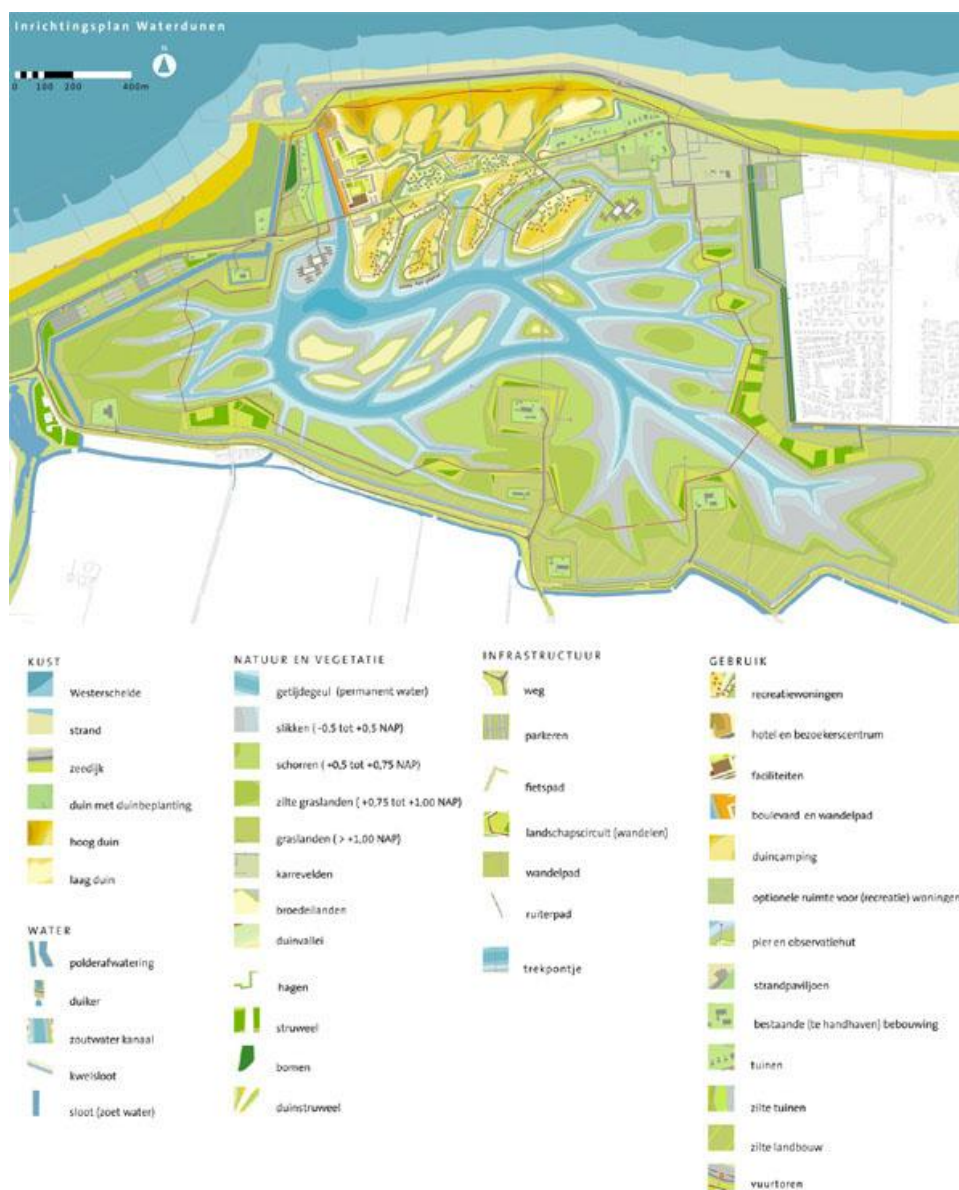 Inrichtingsplan Waterdunen
N
0 100 200 400m
KUST
Westerschelde
strand
zeedijk
duin met duinbeplanting
hoog duin
laag duin
WATER
polderafwatering
duiker
zoutwater kanaal
kwelsloot
sloot (zoet water)
NATUUR EN VEGETATIE
getijdegeul (permanent water)
slikken (-0,5 tot +0,5 NAP)
schorren (+0,5 tot +0,75 NAP)
zilte graslanden (+0,75 tot +1,00 NAP)
graslanden (> +1,00 NAP)
karrevelden
broedeilanden
duinvallei
hagen
struweel
bomen
duinstruweel
INFRASTRUCTUUR
weg
parkeren
fietspad
landschapscircuit (wandelen)
wandelpad
ruiterpad
trekpontje
GEBRUIK
recreatiewoningen
hotel en bezoekerscentrum
faciliteiten
boulevard en wandelpad
duincamping
optionele ruimte voor (recreatie) woningen
pier en observatiehut
strandpaviljoen
bestaande (te handhaven) bebouwing
tuinen
zilte tuinen
zilte landbouw
vuurtoren